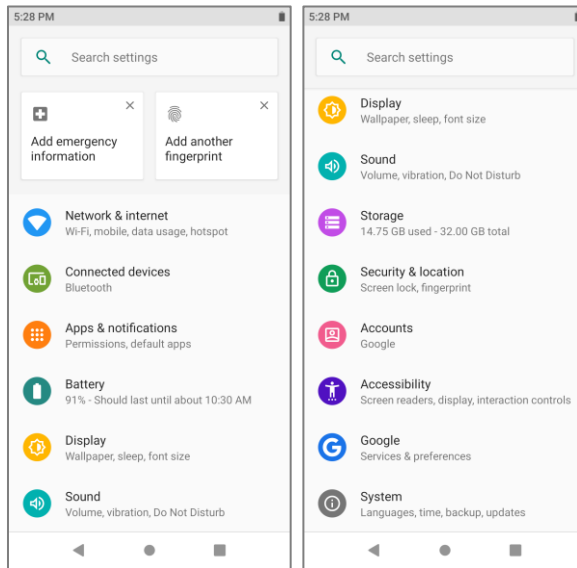 5:28 PM
Search settings
Add emergency
information
Add another
fingerprint
Network & internet
Wi-Fi, mobile, data usage, hotspot
Connected devices
Bluetooth
Apps & notifications
Permissions, default apps
Battery
91% - Should last until about 10:30 AM
Display
Wallpaper, sleep, font size
Sound
Volume, vibration, Do Not Disturb
5:28 PM
Search settings
Display
Wallpaper, sleep, font size
Sound
Volume, vibration, Do Not Disturb
Storage
14.75 GB used - 32.00 GB total
Security & location
Screen lock, fingerprint
Accounts
Google
Accessibility
Screen readers, display, interaction controls
Google
Services & preferences
System
Languages, time, backup, updates